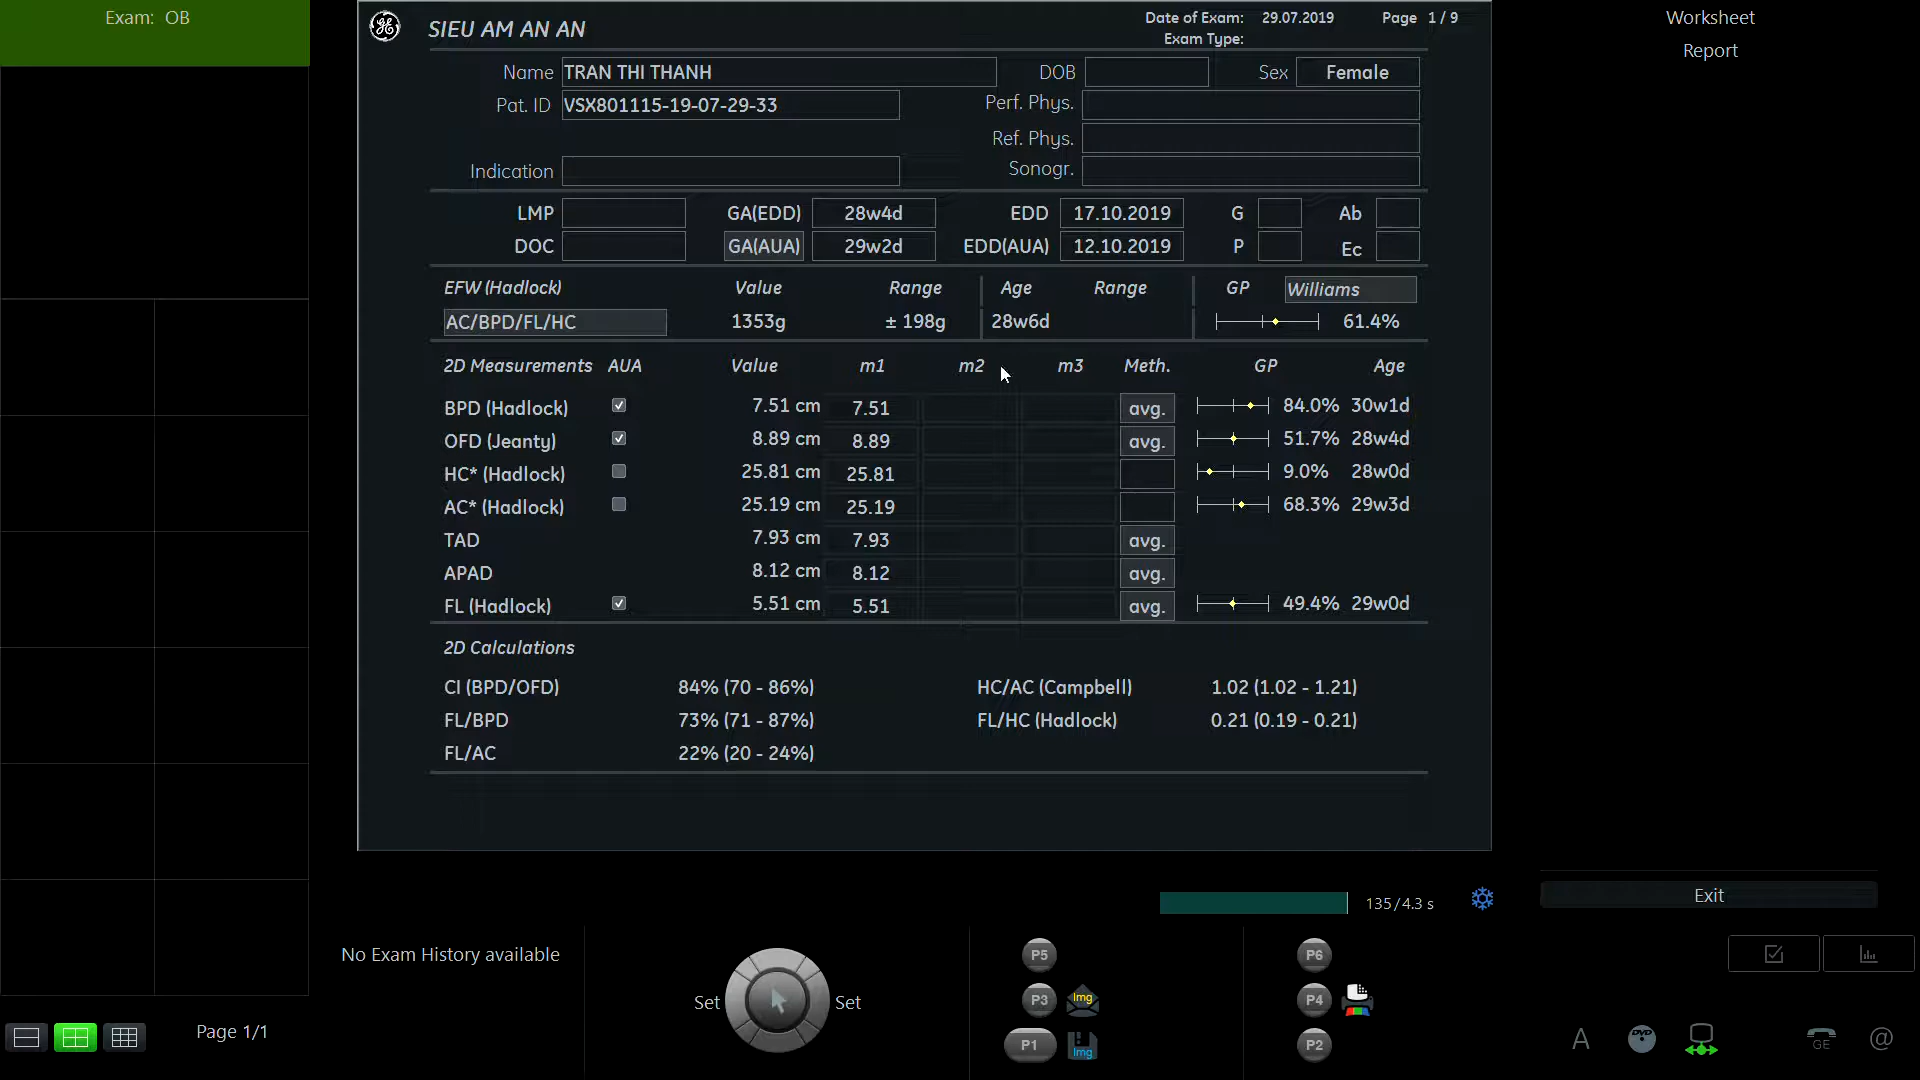 Exam: OB
SIEU AM AN AN
Date of Exam: 29.07.2019 Page 1 / 9
Exam Type:
Name TRAN THI THANH DOB Sex Female
Pat. ID VSX801115-19-07-29-33 Perf. Phys.
Ref. Phys.
Indication Sonogr.
LMP GA(EDD) 28w4d EDD 17.10.2019 G Ab
DOC GA(AUA) 29w2d EDD(AUA) 12.10.2019 P Ec
EFW (Hadlock) Value Range Age Range GP Williams
AC/BPD/FL/HC 1353g ± 198g 28w6d 61.4%
2D Measurements AUA Value m1 m2 m3 Meth. GP Age
BPD (Hadlock) 7.51 cm 7.51 avg. 84.0% 30w1d
OFD (Jeanty) 8.89 cm 8.89 avg. 51.7% 28w4d
HC* (Hadlock) 25.81 cm 25.81 9.0% 28w0d
AC* (Hadlock) 25.19 cm 25.19 68.3% 29w3d
TAD 7.93 cm 7.93 avg.
APAD 8.12 cm 8.12 avg.
FL (Hadlock) 5.51 cm 5.51 avg. 49.4% 29w0d
2D Calculations
CI (BPD/OFD) 84% (70 - 86%) HC/AC (Campbell) 1.02 (1.02 - 1.21)
FL/BPD 73% (71 - 87%) FL/HC (Hadlock) 0.21 (0.19 - 0.21)
FL/AC 22% (20 - 24%)
Worksheet
Report
135/4.3 s
Exit
No Exam History available
Set Set
P5 P6
P3 Img P4
P1 Img P2
Page 1/1
A DVD GE @